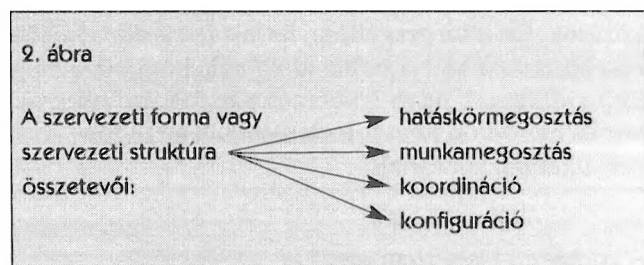 2. ábra
A szervezeti forma vagy
szervezeti struktúra
összetevői:
hatáskörmegosztás
munkamegosztás
koordináció
konfiguráció